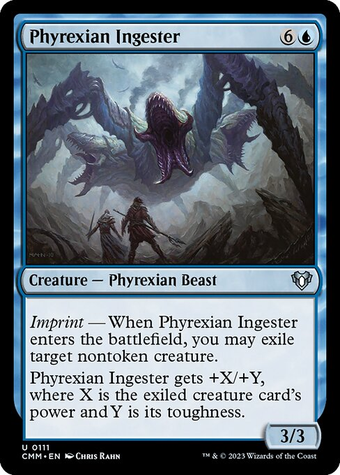 Phyrexian Ingester 6
Creature — Phyrexian Beast
Imprint — When Phyrexian Ingester
enters the battlefield, you may exile
target nontoken creature.
Phyrexian Ingester gets +X/+Y,
where X is the exiled creature card's
power and Y is its toughness.
3/3
U 0111
CMM • EN Chris Rahn
™ & © 2023 Wizards of the Coast